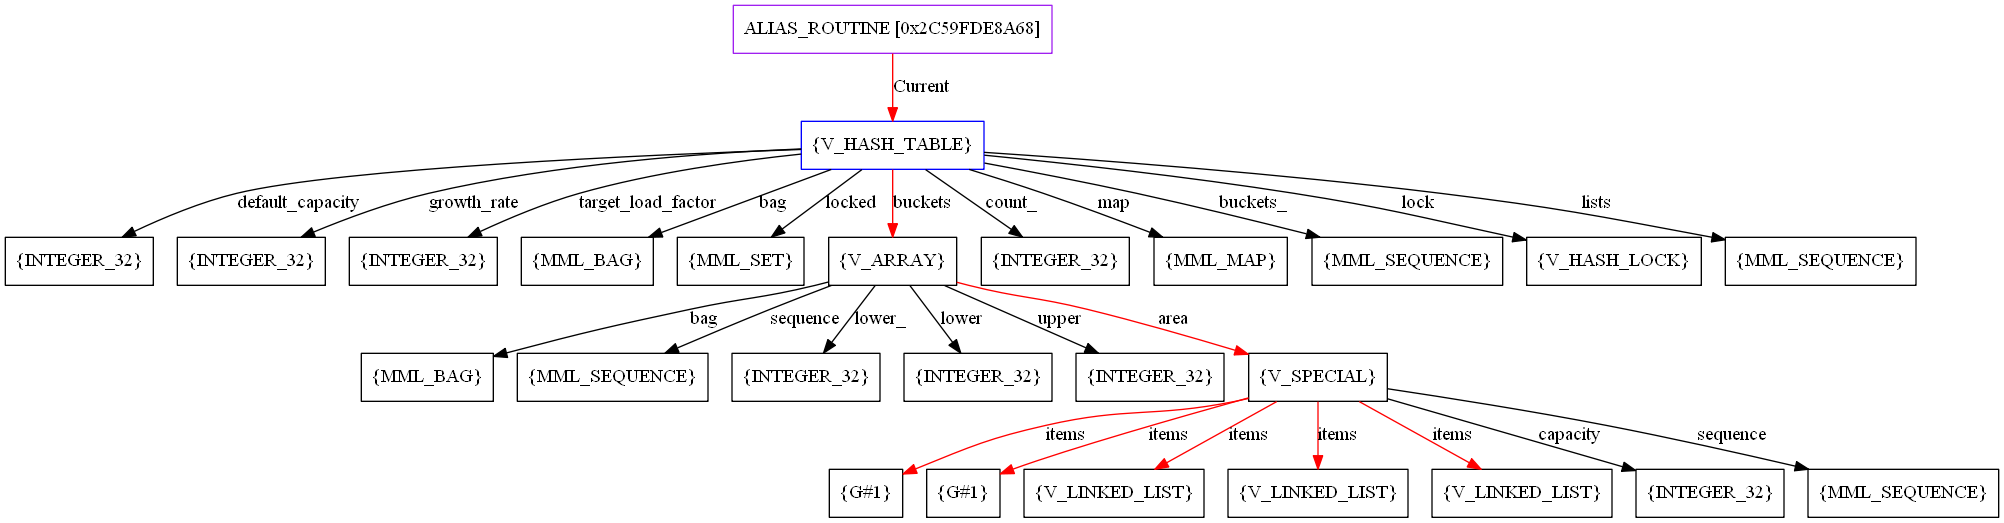 ALIAS_ROUTINE [0x2C59FDE8A68]
Current
{V_HASH_TABLE}
default_capacity
growth_rate
target_load_factor
bag
locked
buckets
count_
map
buckets_
lock
lists
{INTEGER_32}
{INTEGER_32}
{INTEGER_32}
{MML_BAG}
{MML_SET}
{V_ARRAY}
{INTEGER_32}
{MML_MAP}
{MML_SEQUENCE}
{V_HASH_LOCK}
{MML_SEQUENCE}
bag
sequence
lower_
lower
upper
area
{MML_BAG}
{MML_SEQUENCE}
{INTEGER_32}
{INTEGER_32}
{INTEGER_32}
{V_SPECIAL}
items
items
items
items
items
capacity
sequence
{G#1}
{G#1}
{V_LINKED_LIST}
{V_LINKED_LIST}
{V_LINKED_LIST}
{INTEGER_32}
{MML_SEQUENCE}